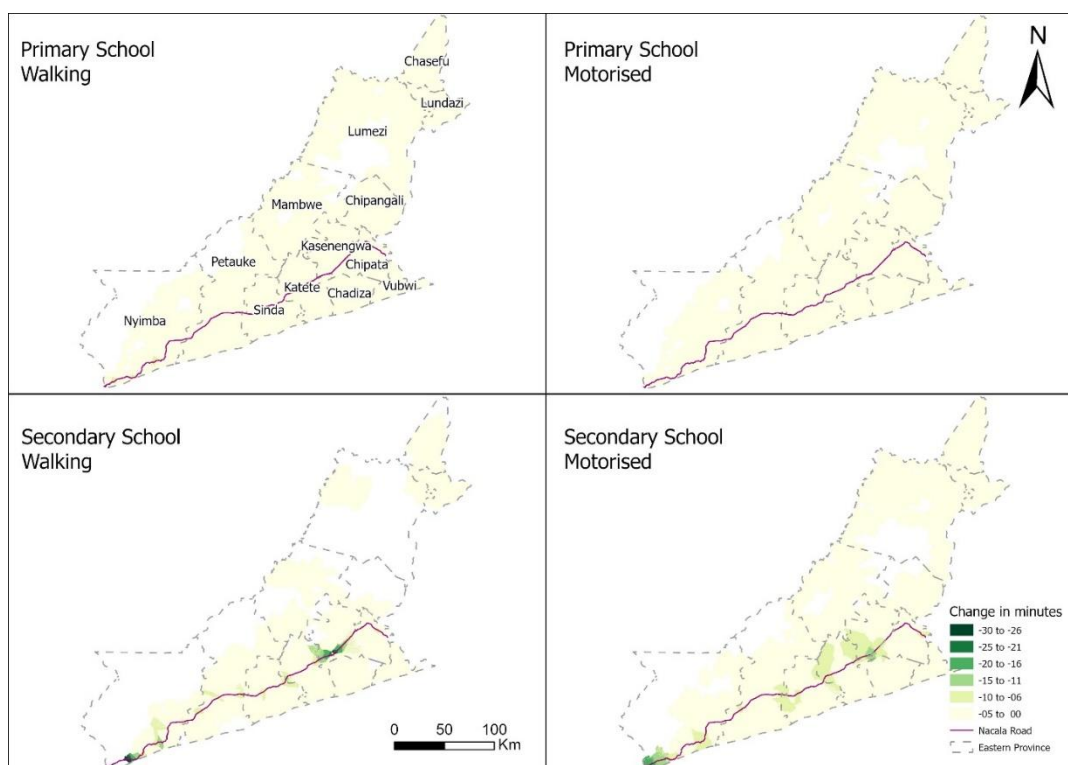 Primary School
Walking
Chasefu
Lundazi
Lumezi
Mambwe
Chipangali
Kasenengwa
Petauke
Chipata
Katete
Vubwi
Chadiza
Sinda
Nyimba
Primary School
Motorised
N
Secondary School
Walking
0 50 100
Km
Secondary School
Motorised
Change in minutes
-30 to -26
-25 to -21
-20 to -16
-15 to -11
-10 to -06
-05 to 00
Nacala Road
Eastern Province